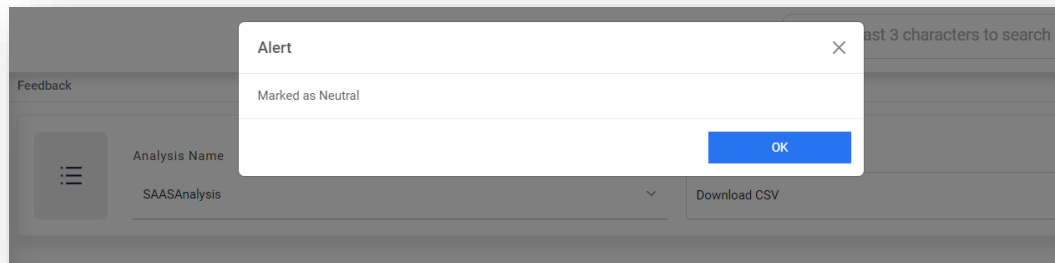 Alert
ast 3 characters to search
Feedback
Marked as Neutral
OK
Analysis Name
SAASAnalysis
Download CSV